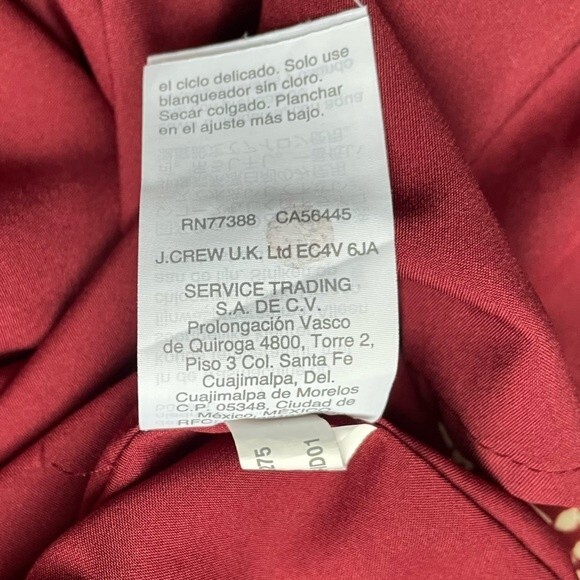 el ciclo delicado. Solo use
blanqueador sin cloro.
Secar colgado. Planchar
en el ajuste más bajo.
RN77388 CA56445
J.CREW U.K. Ltd EC4V 6JA
SERVICE TRADING
S.A. DE C.V.
Prolongación Vasco
de Quiroga 4800, Torre 2,
Piso 3 Col. Santa Fe
Cuajimalpa, Del.
Cuajimalpa de Morelos
C.P. 05348, Ciudad de
México, MÉXICO